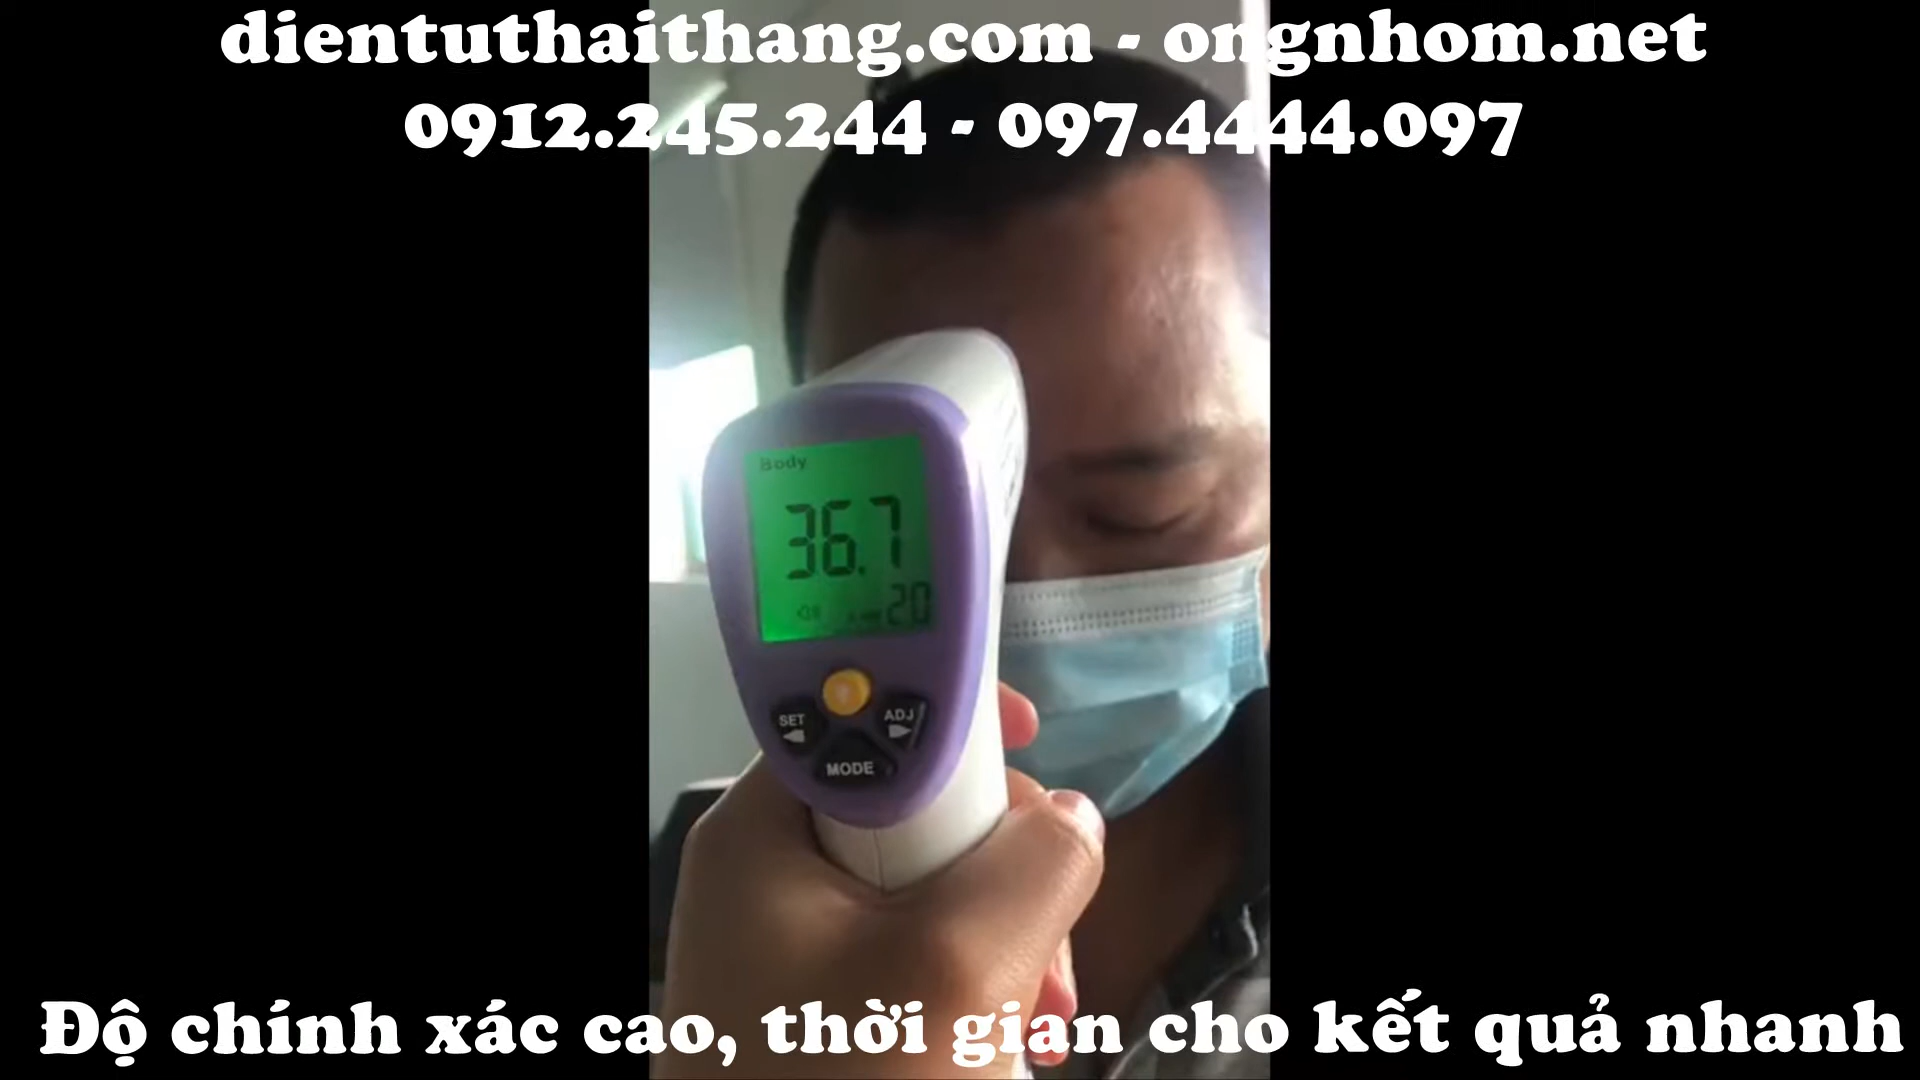 dientuthaithang.com - ongnhom.net
0912.245.244 - 097.4444.097
Body
36.7
20
SET
ADJ
MODE
Độ chính xác cao, thời gian cho kết quả nhanh